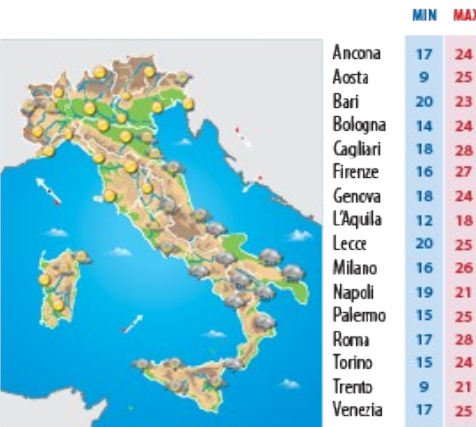 MIN MAX
Ancona 17 24
Aosta 9 25
Bari 20 23
Bologna 14 24
Cagliari 18 28
Firenze 16 27
Genova 18 24
L'Aquila 12 18
Lecce 20 25
Milano 16 26
Napoli 19 21
Palermo 15 25
Roma 17 28
Torino 15 24
Trento 9 21
Venezia 17 25